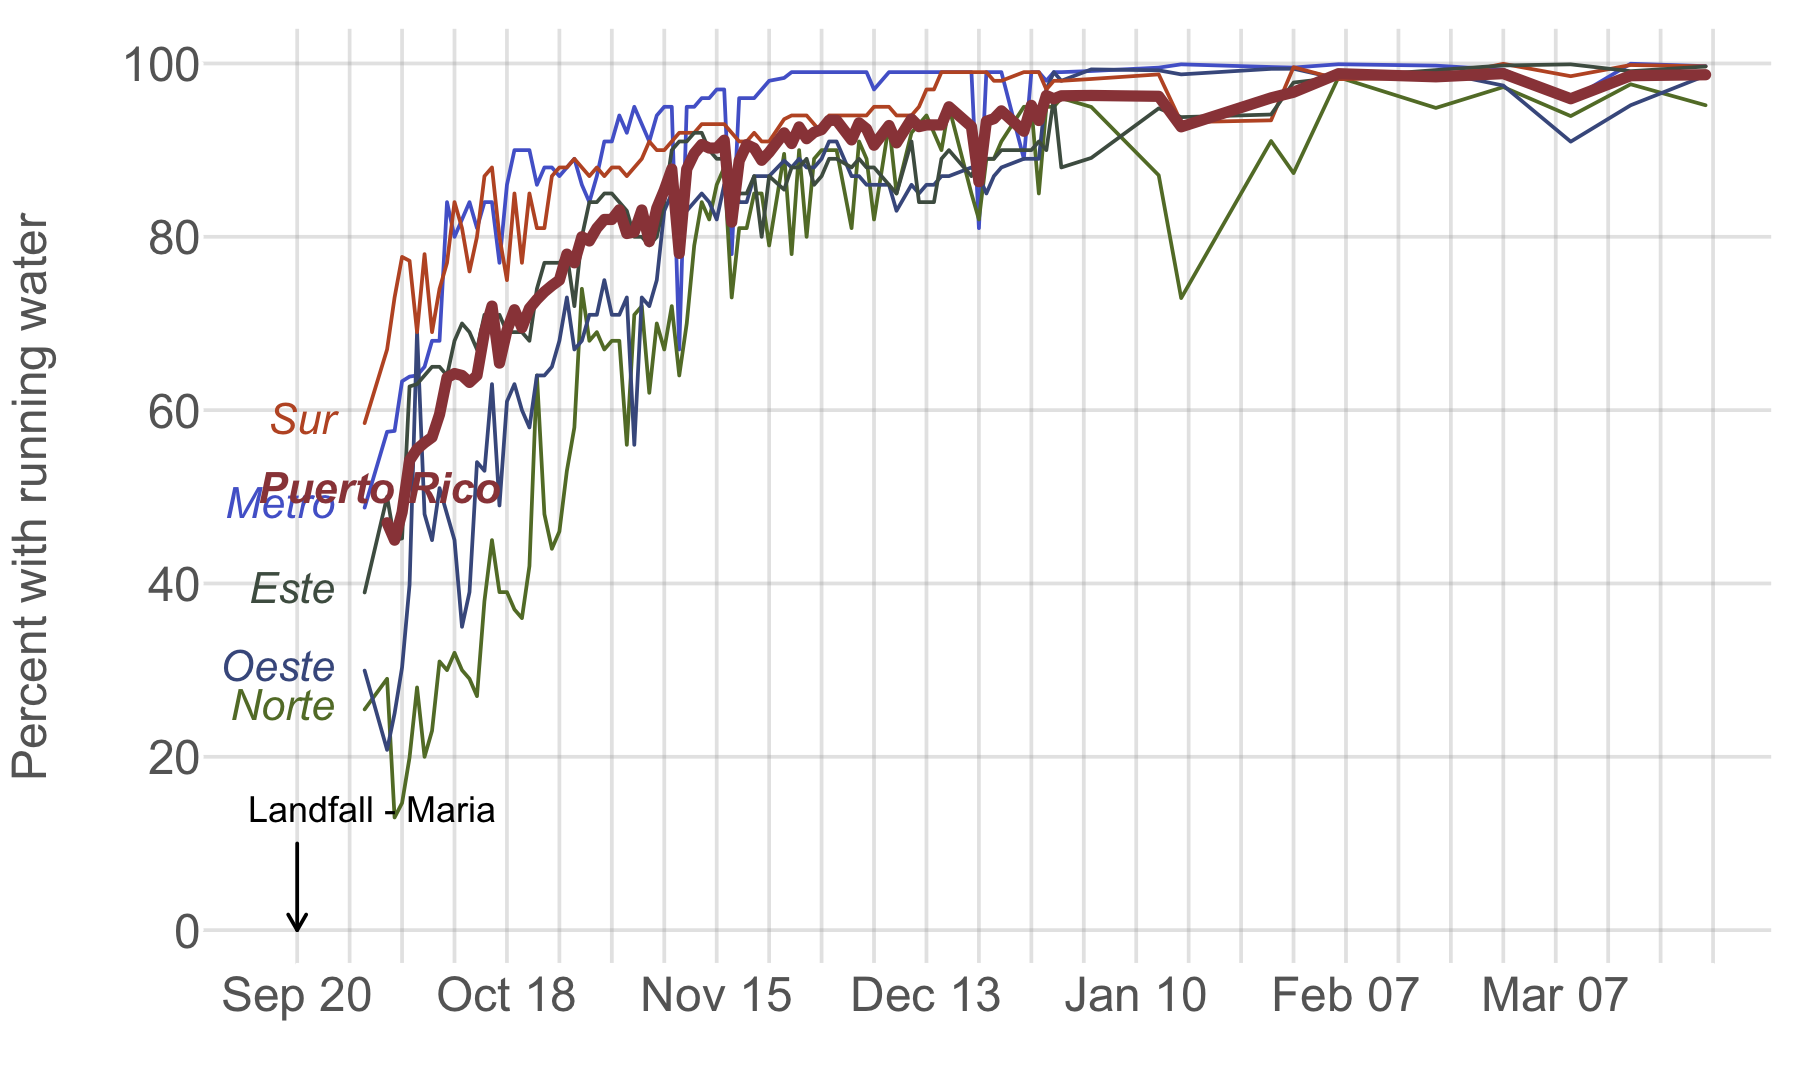 Percent with running water
100
80
60
40
20
0
Sur
Puerto Rico
Metro
Este
Oeste
Norte
Landfall - Maria
Sep 20
Oct 18
Nov 15
Dec 13
Jan 10
Feb 07
Mar 07